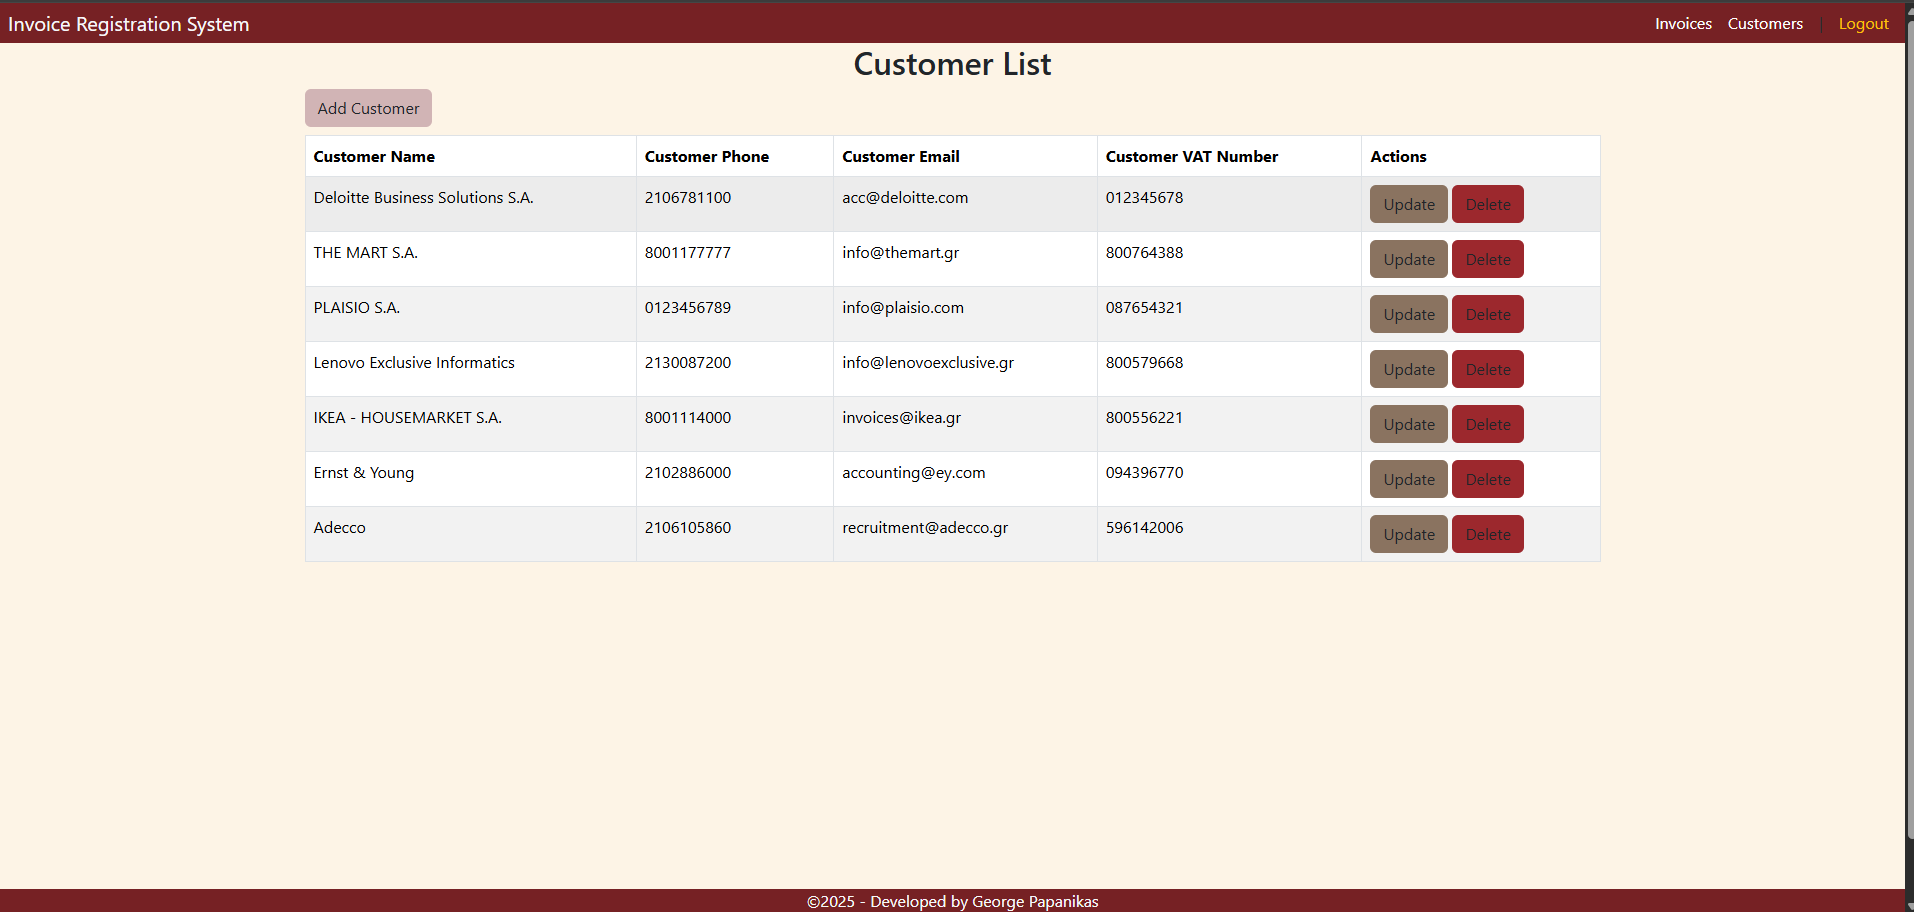 Invoice Registration System Invoices Customers Logout
Customer List
Add Customer
Customer Name Customer Phone Customer Email Customer VAT Number Actions
Deloitte Business Solutions S.A. 2106781100 acc@deloitte.com 012345678 Update Delete
THE MART S.A. 8001177777 info@themart.gr 800764388 Update Delete
PLAISIO S.A. 0123456789 info@plaisio.com 087654321 Update Delete
Lenovo Exclusive Informatics 2130087200 info@lenovoexclusive.gr 800579668 Update Delete
IKEA - HOUSEMARKET S.A. 8001114000 invoices@ikea.gr 800556221 Update Delete
Ernst & Young 2102886000 accounting@ey.com 094396770 Update Delete
Adecco 2106105860 recruitment@adecco.gr 596142006 Update Delete
©2025 - Developed by George Papanikas